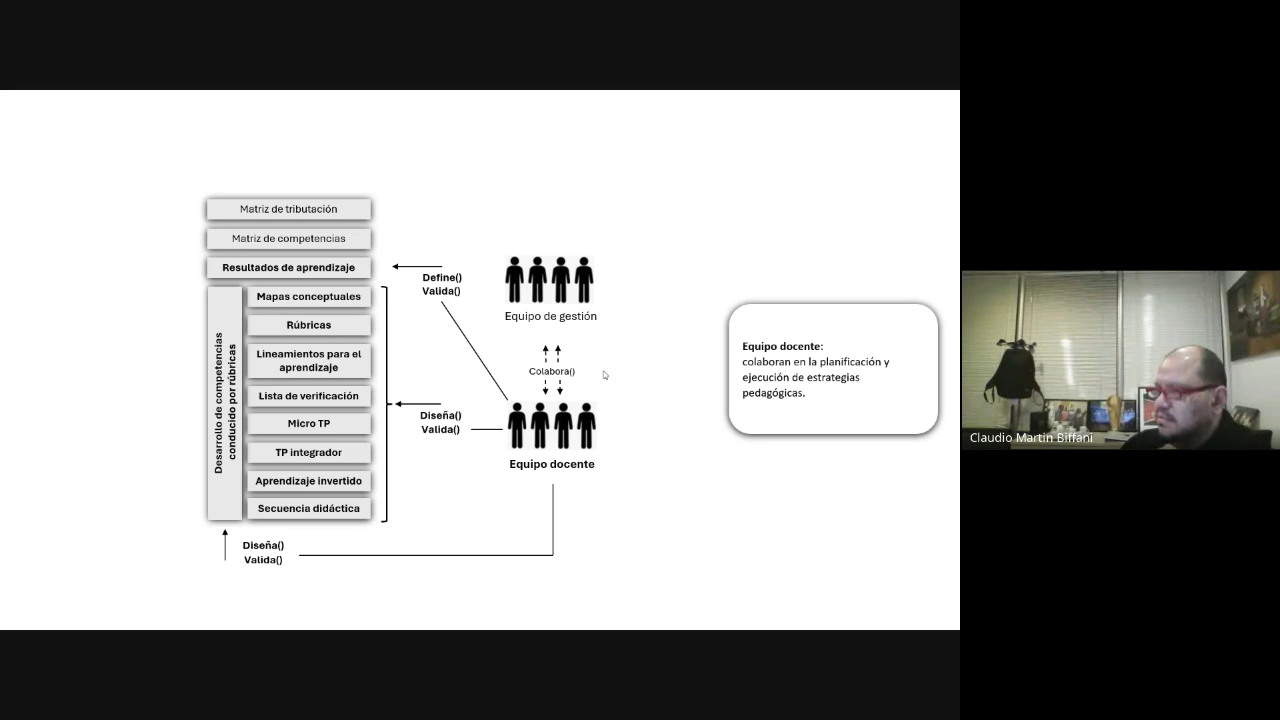 Matriz de tributación
Matriz de competencias
Resultados de aprendizaje
Desarrollo de competencias
conducido por rúbricas
Mapas conceptuales
Rúbricas
Lineamientos para el
aprendizaje
Lista de verificación
Micro TP
TP integrador
Aprendizaje invertido
Secuencia didáctica
Define()
Valida()
Diseña()
Valida()
Diseña()
Valida()
Equipo de gestión
Colabora()
Equipo docente
Equipo docente:
colaboran en la planificación y
ejecución de estrategias
pedagógicas.
Claudio Martin Biffani